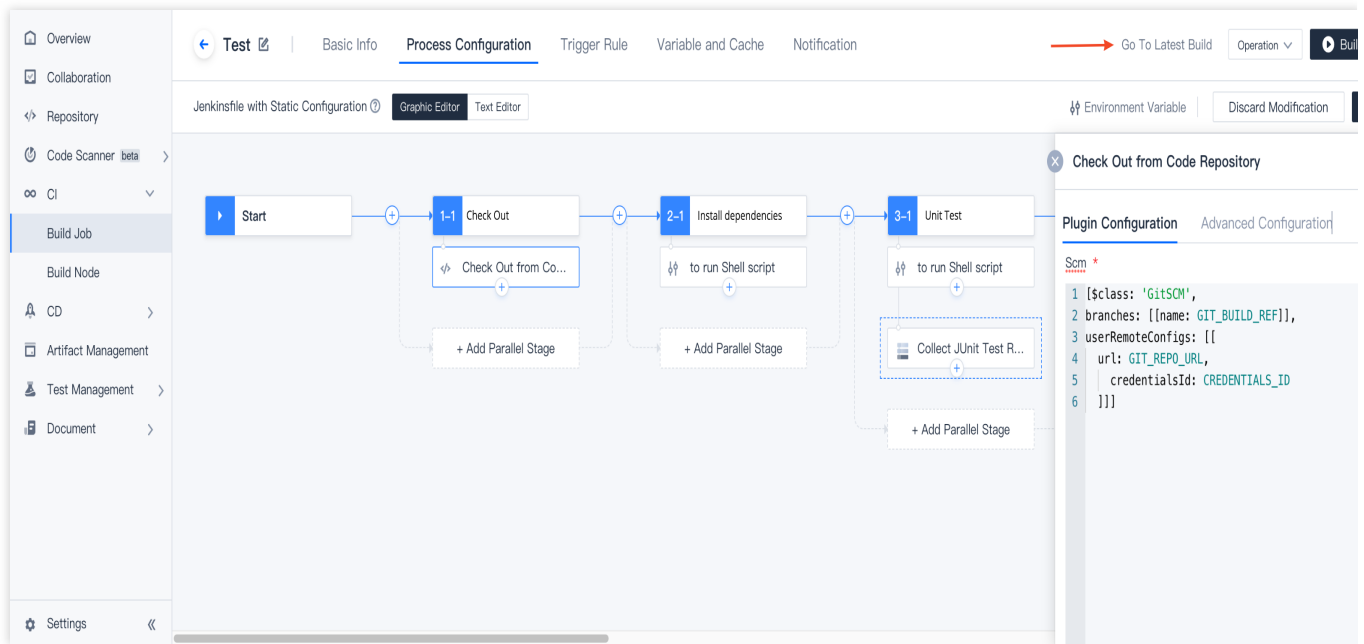 Overview
Collaboration
Repository
Code Scanner beta
CI
Build Job
Build Node
CD
Artifact Management
Test Management
Document
Settings
Test
Basic Info
Process Configuration
Trigger Rule
Variable and Cache
Notification
Go To Latest Build
Operation
Jenkinsfile with Static Configuration
Graphic Editor
Text Editor
Environment Variable
Discard Modification
Start
1-1 Check Out
Check Out from Co...
+ Add Parallel Stage
2-1 Install dependencies
to run Shell script
+ Add Parallel Stage
3-1 Unit Test
to run Shell script
Collect JUnit Test R...
+ Add Parallel Stage
Check Out from Code Repository
Plugin Configuration
Advanced Configuration
Scm *
1 [$class: 'GitSCM',
2 branches: [[name: GIT_BUILD_REF]],
3 userRemoteConfigs: [[
4 url: GIT_REPO_URL,
5 credentialsId: CREDENTIALS_ID
6 ]]]